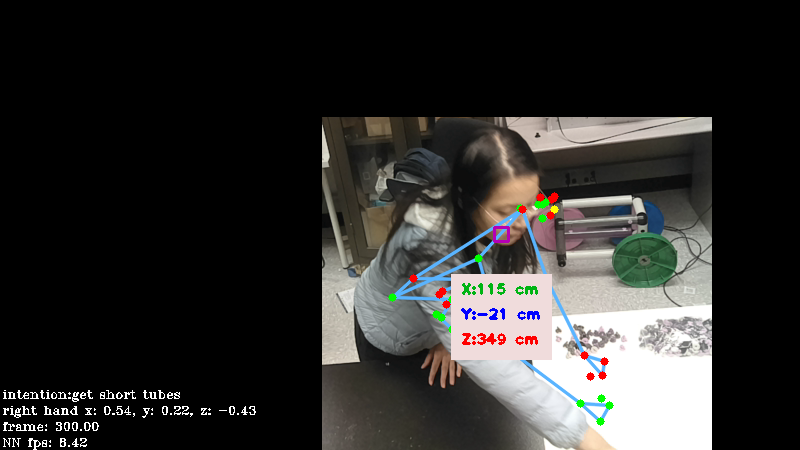 X:115 cm
Y:-21 cm
Z:349 cm
intention:get short tubes
right hand x: 0.54, y: 0.22, z: -0.43
frame: 300.00
NN fps: 8.42